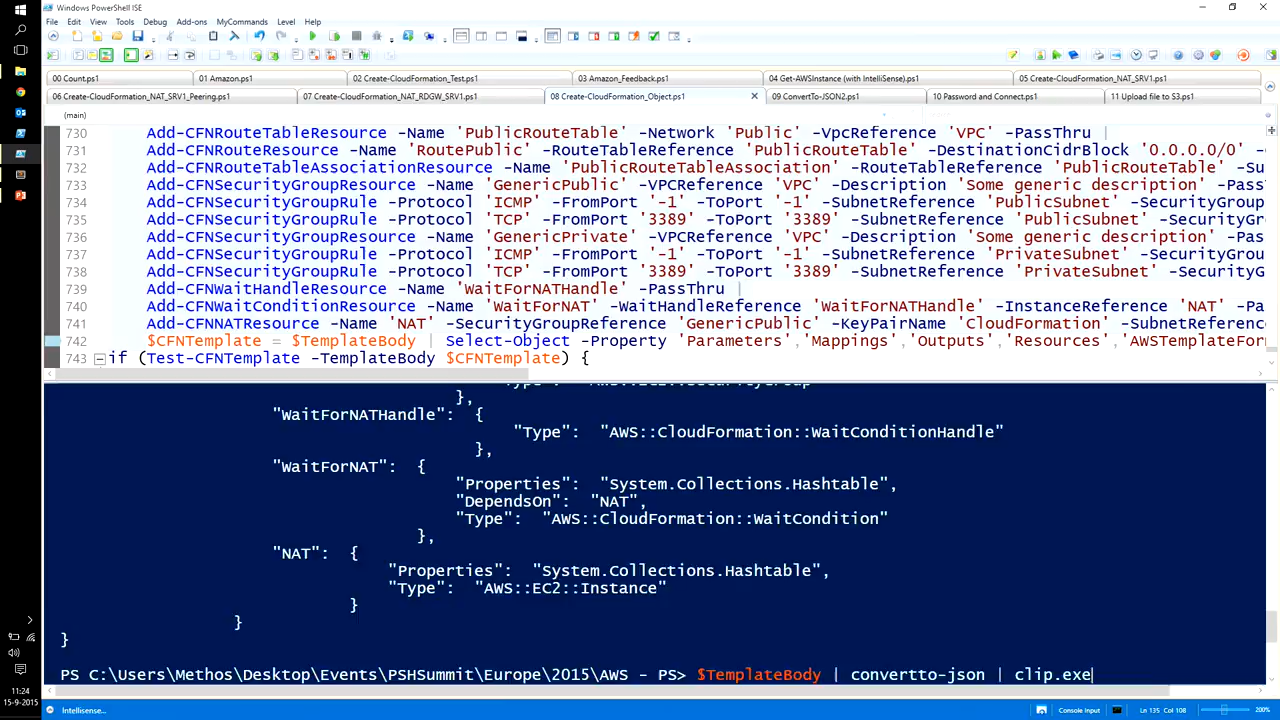 Windows PowerShell ISE
File Edit View Tools Debug Add-ons MyCommands Level Help
00 Count.ps1 01 Amazon.ps1 02 Create-CloudFormation_Test.ps1 03 Amazon_Feedback.ps1 04 Get-AWSInstance (with IntelliSense).ps1 05 Create-CloudFormation_NAT_SRV1.ps1
06 Create-CloudFormation_NAT_SRV1_Peering.ps1 07 Create-CloudFormation_NAT_RDGW_SRV1.ps1 08 Create-CloudFormation_Object.ps1 09 ConvertTo-JSON2.ps1 10 Password and Connect.ps1 11 Upload file to S3.ps1
(main)
730 Add-CFNRouteTableResource -Name 'PublicRouteTable' -Network 'Public' -VpcReference 'VPC' -PassThru |
731 Add-CFNRouteResource -Name 'RoutePublic' -RouteTableReference 'PublicRouteTable' -DestinationCidrBlock '0.0.0.0/0' -
732 Add-CFNRouteTableAssociationResource -Name 'PublicRouteTableAssociation' -RouteTableReference 'PublicRouteTable' -Su
733 Add-CFNSecurityGroupResource -Name 'GenericPublic' -VPCReference 'VPC' -Description 'Some generic description' -Pass
734 Add-CFNSecurityGroupRule -Protocol 'ICMP' -FromPort '-1' -ToPort '-1' -SubnetReference 'PublicSubnet' -SecurityGroup
735 Add-CFNSecurityGroupRule -Protocol 'TCP' -FromPort '3389' -ToPort '3389' -SubnetReference 'PublicSubnet' -SecurityGr
736 Add-CFNSecurityGroupResource -Name 'GenericPrivate' -VPCReference 'VPC' -Description 'Some generic description' -Pas
737 Add-CFNSecurityGroupRule -Protocol 'ICMP' -FromPort '-1' -ToPort '-1' -SubnetReference 'PrivateSubnet' -SecurityGrou
738 Add-CFNSecurityGroupRule -Protocol 'TCP' -FromPort '3389' -ToPort '3389' -SubnetReference 'PrivateSubnet' -SecurityG
739 Add-CFNWaitHandleResource -Name 'WaitForNATHandle' -PassThru |
740 Add-CFNWaitConditionResource -Name 'WaitForNAT' -WaitHandleReference 'WaitForNATHandle' -InstanceReference 'NAT' -Pa
741 Add-CFNNATResource -Name 'NAT' -SecurityGroupReference 'GenericPublic' -KeyPairName 'CloudFormation' -SubnetReferenc
742 $CFNTemplate = $TemplateBody | Select-Object -Property 'Parameters','Mappings','Outputs','Resources','AWSTemplateFor
743 if (Test-CFNTemplate -TemplateBody $CFNTemplate) {
"Type": "AWS::EC2::SecurityGroup"
},
"WaitForNATHandle": {
"Type": "AWS::CloudFormation::WaitConditionHandle"
},
"WaitForNAT": {
"Properties": "System.Collections.Hashtable",
"DependsOn": "NAT",
"Type": "AWS::CloudFormation::WaitCondition"
},
"NAT": {
"Properties": "System.Collections.Hashtable",
"Type": "AWS::EC2::Instance"
}
}
}
PS C:\Users\Methos\Desktop\Events\PSHSummit\Europe\2015\AWS - PS> $TemplateBody | convertto-json | clip.exe
Intellisense... Console input Ln 135 Col 108 200%
11:24
15-9-2015